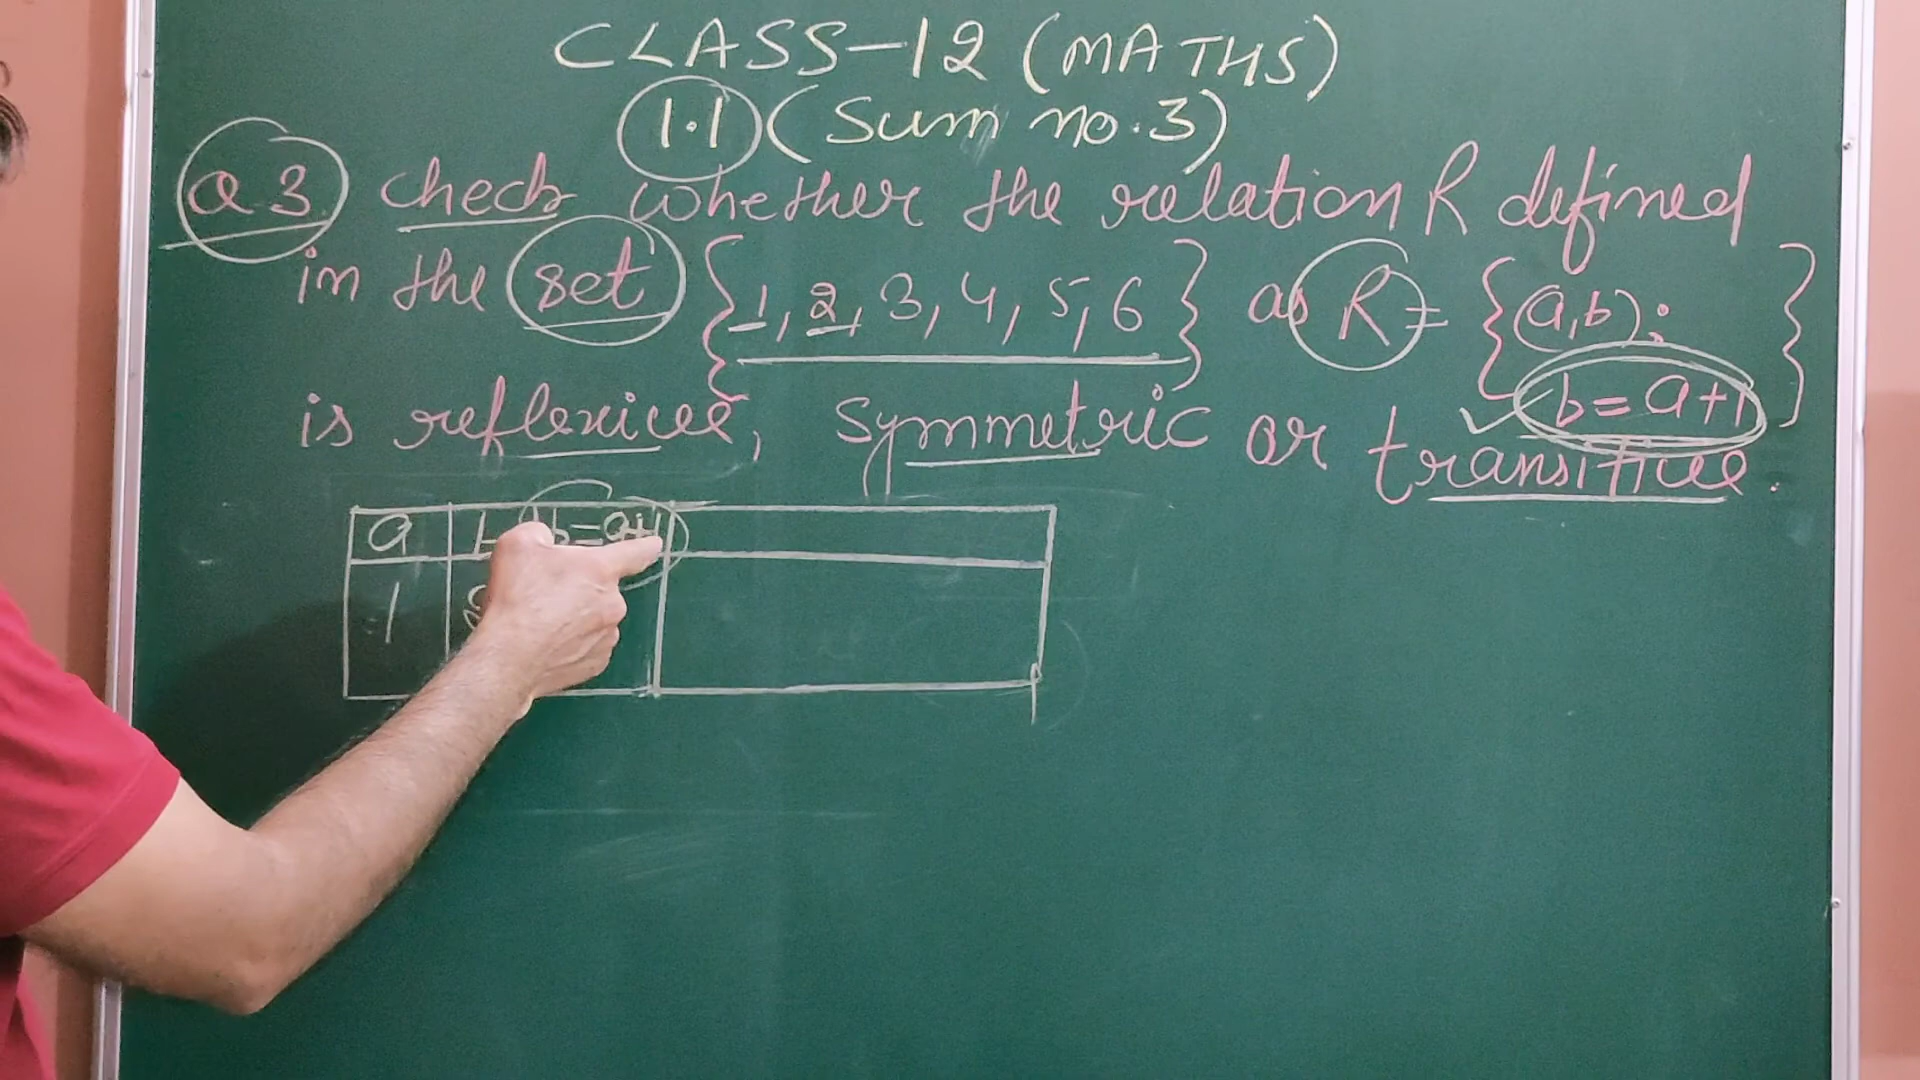 CLASS-12 (MATHS)
1.1 (Sum no.3)
Q3 check whether the relation R defined
in the set {1, 2, 3, 4, 5, 6} as R = {(a,b):
b = a+1}
is reflexive, Symmetric or transitive.
a b = a+1
1